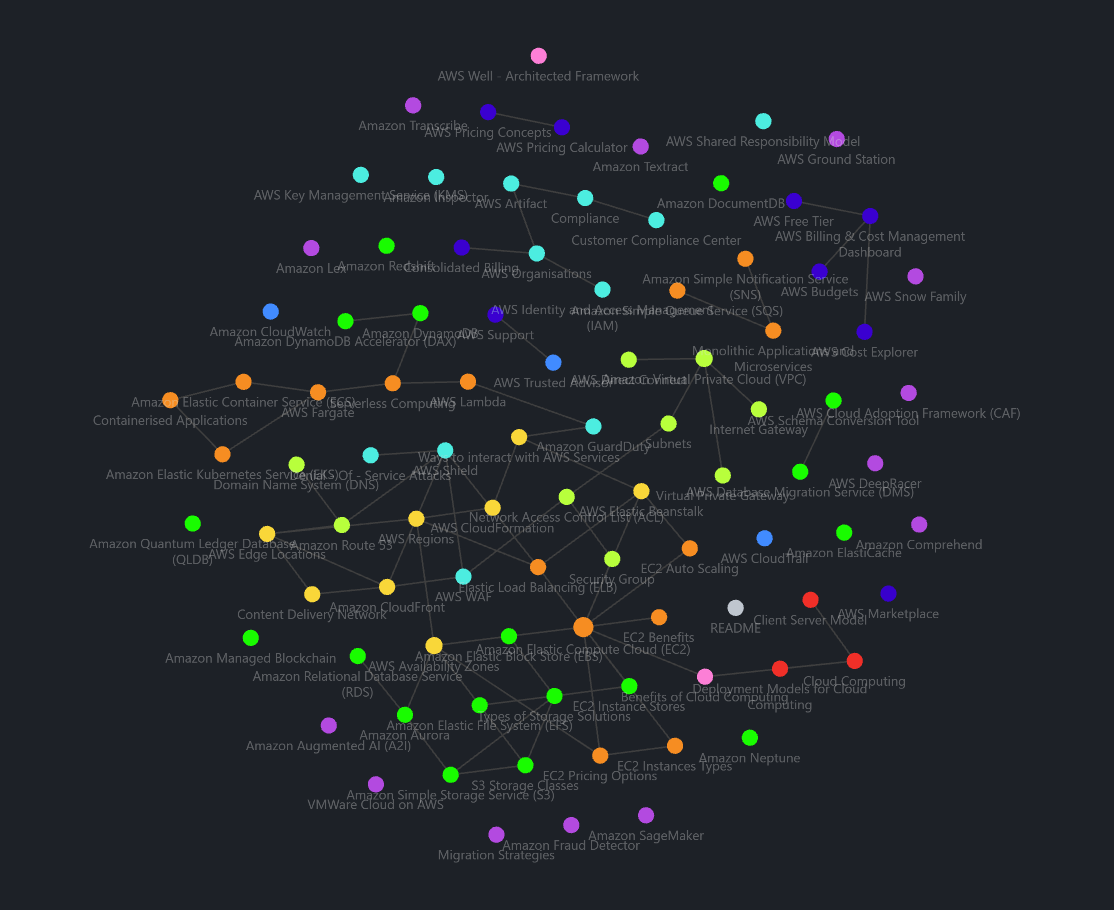 AWS Well - Architected Framework
Amazon Transcribe
AWS Pricing Concepts
AWS Pricing Calculator
AWS Shared Responsibility Model
AWS Ground Station
Amazon Textract
AWS Key Management Service (KMS)
Amazon Inspector
AWS Artifact
Compliance
Amazon DocumentDB
AWS Free Tier
Customer Compliance Center
AWS Billing & Cost Management
Dashboard
Amazon Lex
Amazon Redshift
Consolidated Billing
AWS Organisations
Amazon Simple Notification Service
(SNS)
AWS Budgets
AWS Snow Family
AWS Identity and Access Management
(IAM)
Amazon Simple Queue Service (SQS)
Amazon CloudWatch
Amazon DynamoDB
Amazon DynamoDB Accelerator (DAX)
AWS Support
Monolithic Applications and
Microservices
AWS Cost Explorer
AWS Trusted Advisor
AWS Direct Connect
Amazon Virtual Private Cloud (VPC)
Amazon Elastic Container Service (ECS)
Serverless Computing
AWS Lambda
AWS Fargate
Containerised Applications
AWS Cloud Adoption Framework (CAF)
AWS Schema Conversion Tool
Internet Gateway
Subnets
Amazon GuardDuty
Ways to interact with AWS Services
AWS Shield
Amazon Elastic Kubernetes Service (EKS)
Denial - Of - Service Attacks
Domain Name System (DNS)
AWS DeepRacer
AWS Database Migration Service (DMS)
Virtual Private Gateways
AWS Elastic Beanstalk
Network Access Control List (ACL)
AWS CloudFormation
AWS Regions
Amazon Route 53
Amazon Quantum Ledger Database
(QLDB)
AWS Edge Locations
Amazon Comprehend
Amazon ElastiCache
AWS CloudTrail
EC2 Auto Scaling
Security Group
Elastic Load Balancing (ELB)
AWS WAF
Amazon CloudFront
Content Delivery Network
AWS Marketplace
Client Server Model
README
EC2 Benefits
Amazon Elastic Compute Cloud (EC2)
Amazon Elastic Block Store (EBS)
AWS Availability Zones
Amazon Managed Blockchain
Amazon Relational Database Service
(RDS)
Cloud Computing
Deployment Models for Cloud
Computing
Benefits of Cloud Computing
EC2 Instance Stores
Types of Storage Solutions
Amazon Elastic File System (EFS)
Amazon Aurora
Amazon Augmented AI (A2I)
Amazon Neptune
EC2 Instances Types
EC2 Pricing Options
S3 Storage Classes
Amazon Simple Storage Service (S3)
VMWare Cloud on AWS
Amazon SageMaker
Amazon Fraud Detector
Migration Strategies